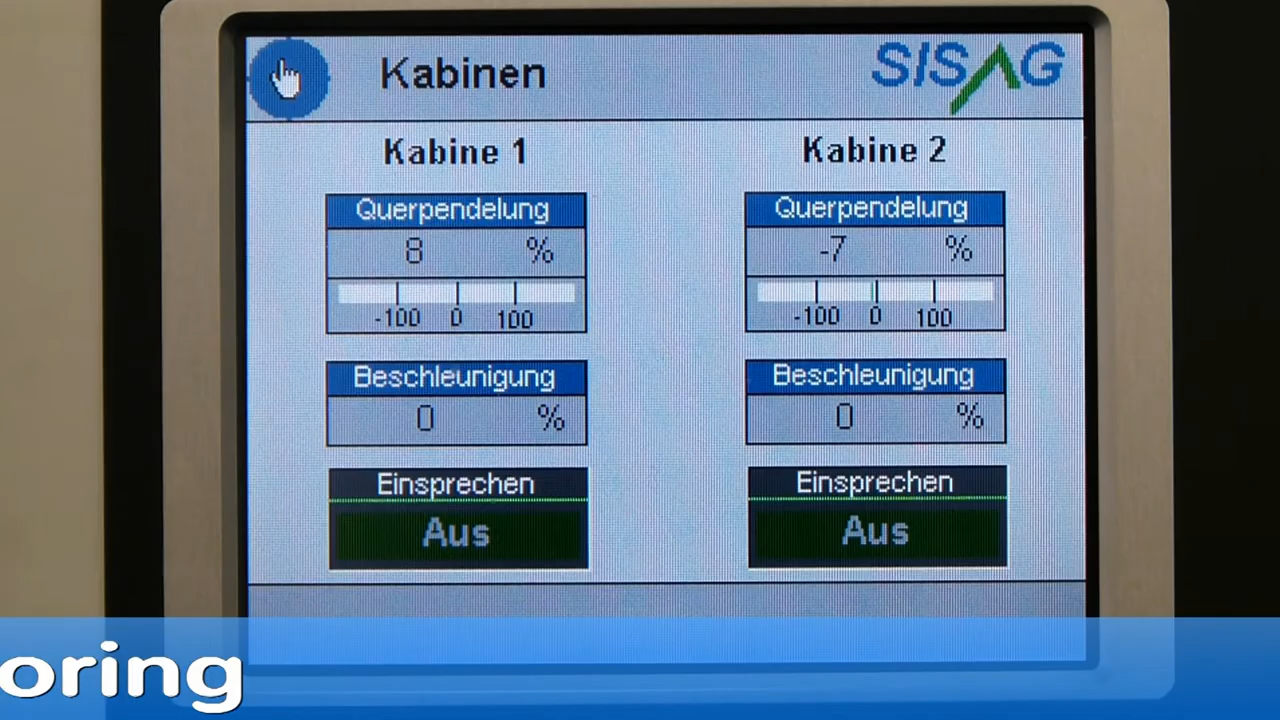 Kabinen
SISAG
Kabine 1
Querpendelung
8 %
-100 0 100
Beschleunigung
0 %
Einsprechen
Aus
Kabine 2
Querpendelung
-7 %
-100 0 100
Beschleunigung
0 %
Einsprechen
Aus
oring